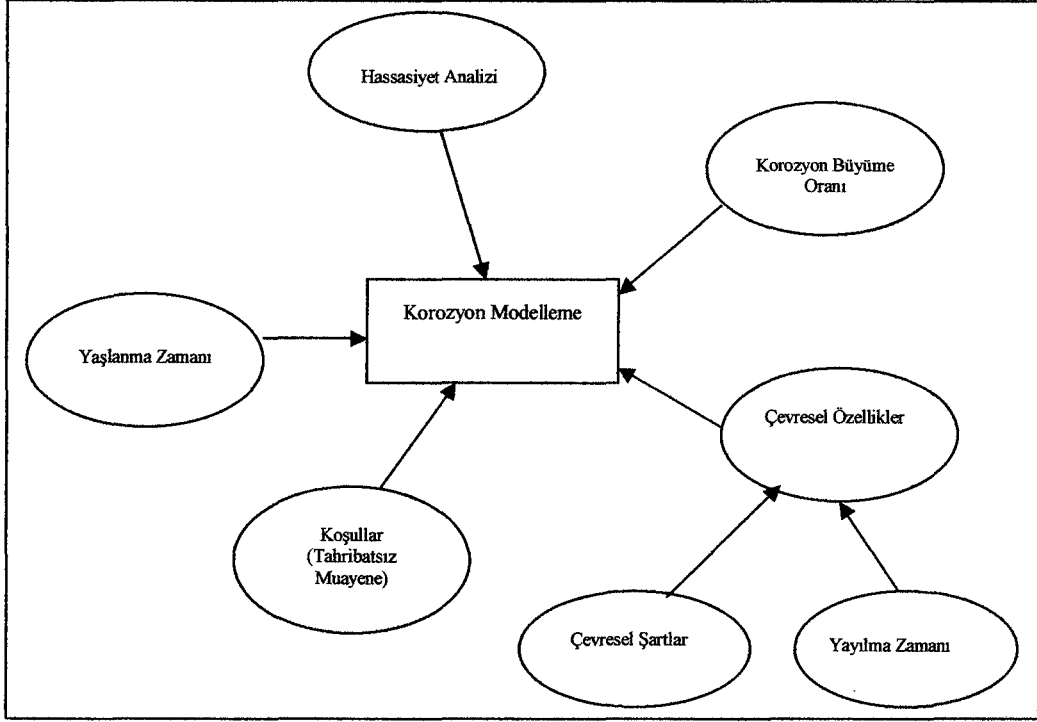 Hassasiyet Analizi
Korozyon Büyüme
Oranı
Korozyon Modelleme
Yaşlanma Zamanı
Çevresel Özellikler
Koşullar
(Tahribatsız
Muayene)
Çevresel Şartlar
Yayılma Zamanı